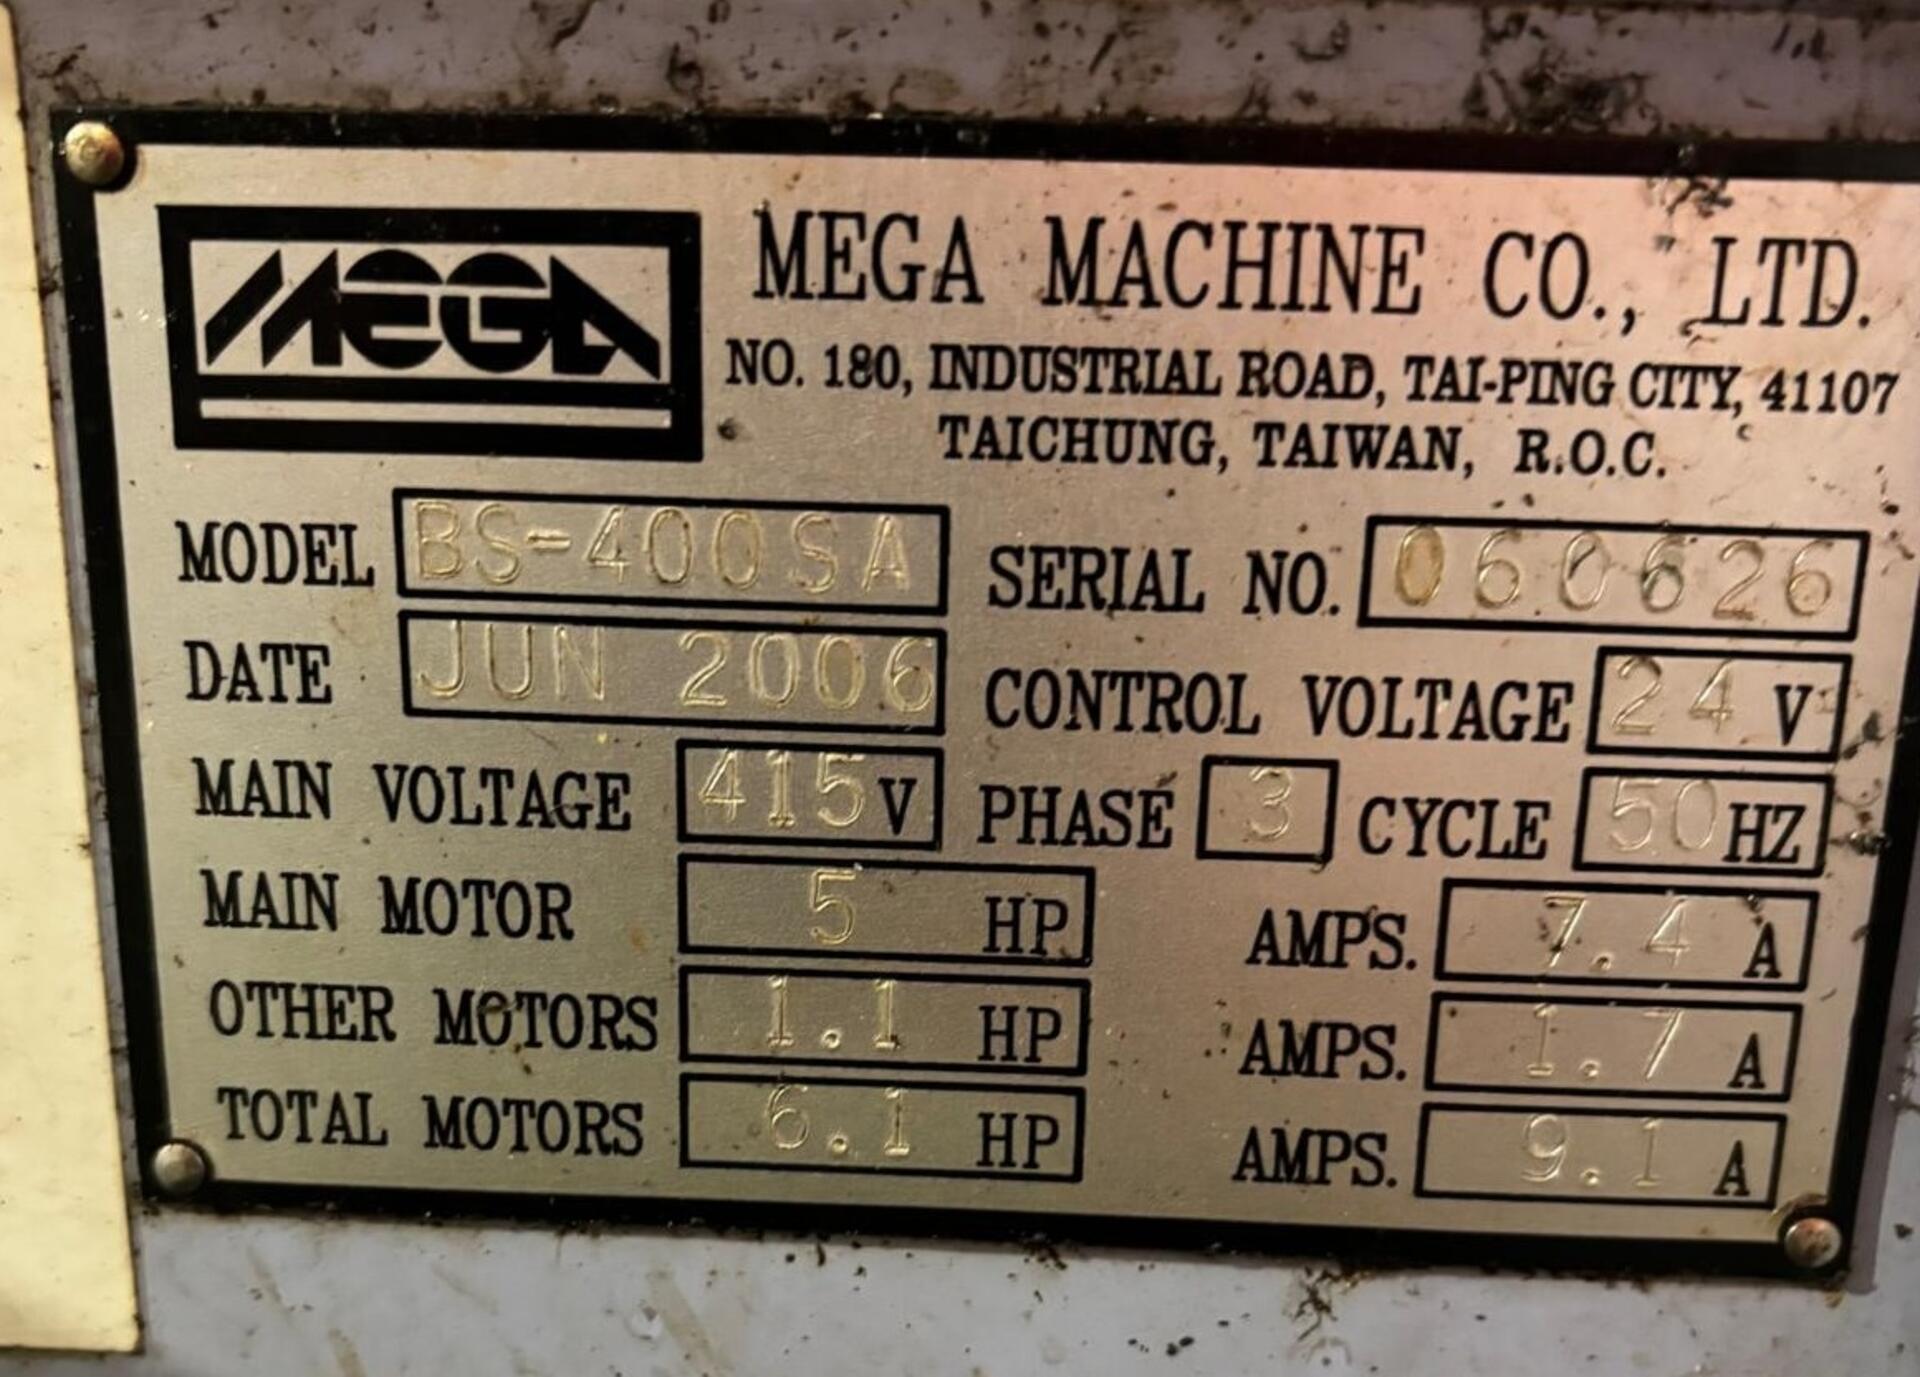 MEGA
MEGA MACHINE CO., LTD.
NO. 180, INDUSTRIAL ROAD, TAI-PING CITY, 41107
TAICHUNG, TAIWAN, R.O.C.
MODEL BS-400SA SERIAL NO. 060626
DATE JUN 2006 CONTROL VOLTAGE 24 V
MAIN VOLTAGE 415 V PHASE 3 CYCLE 50 HZ
MAIN MOTOR 5 HP AMPS. 7.4 A
OTHER MOTORS 1.1 HP AMPS. 1.7 A
TOTAL MOTORS 6.1 HP AMPS. 9.1 A